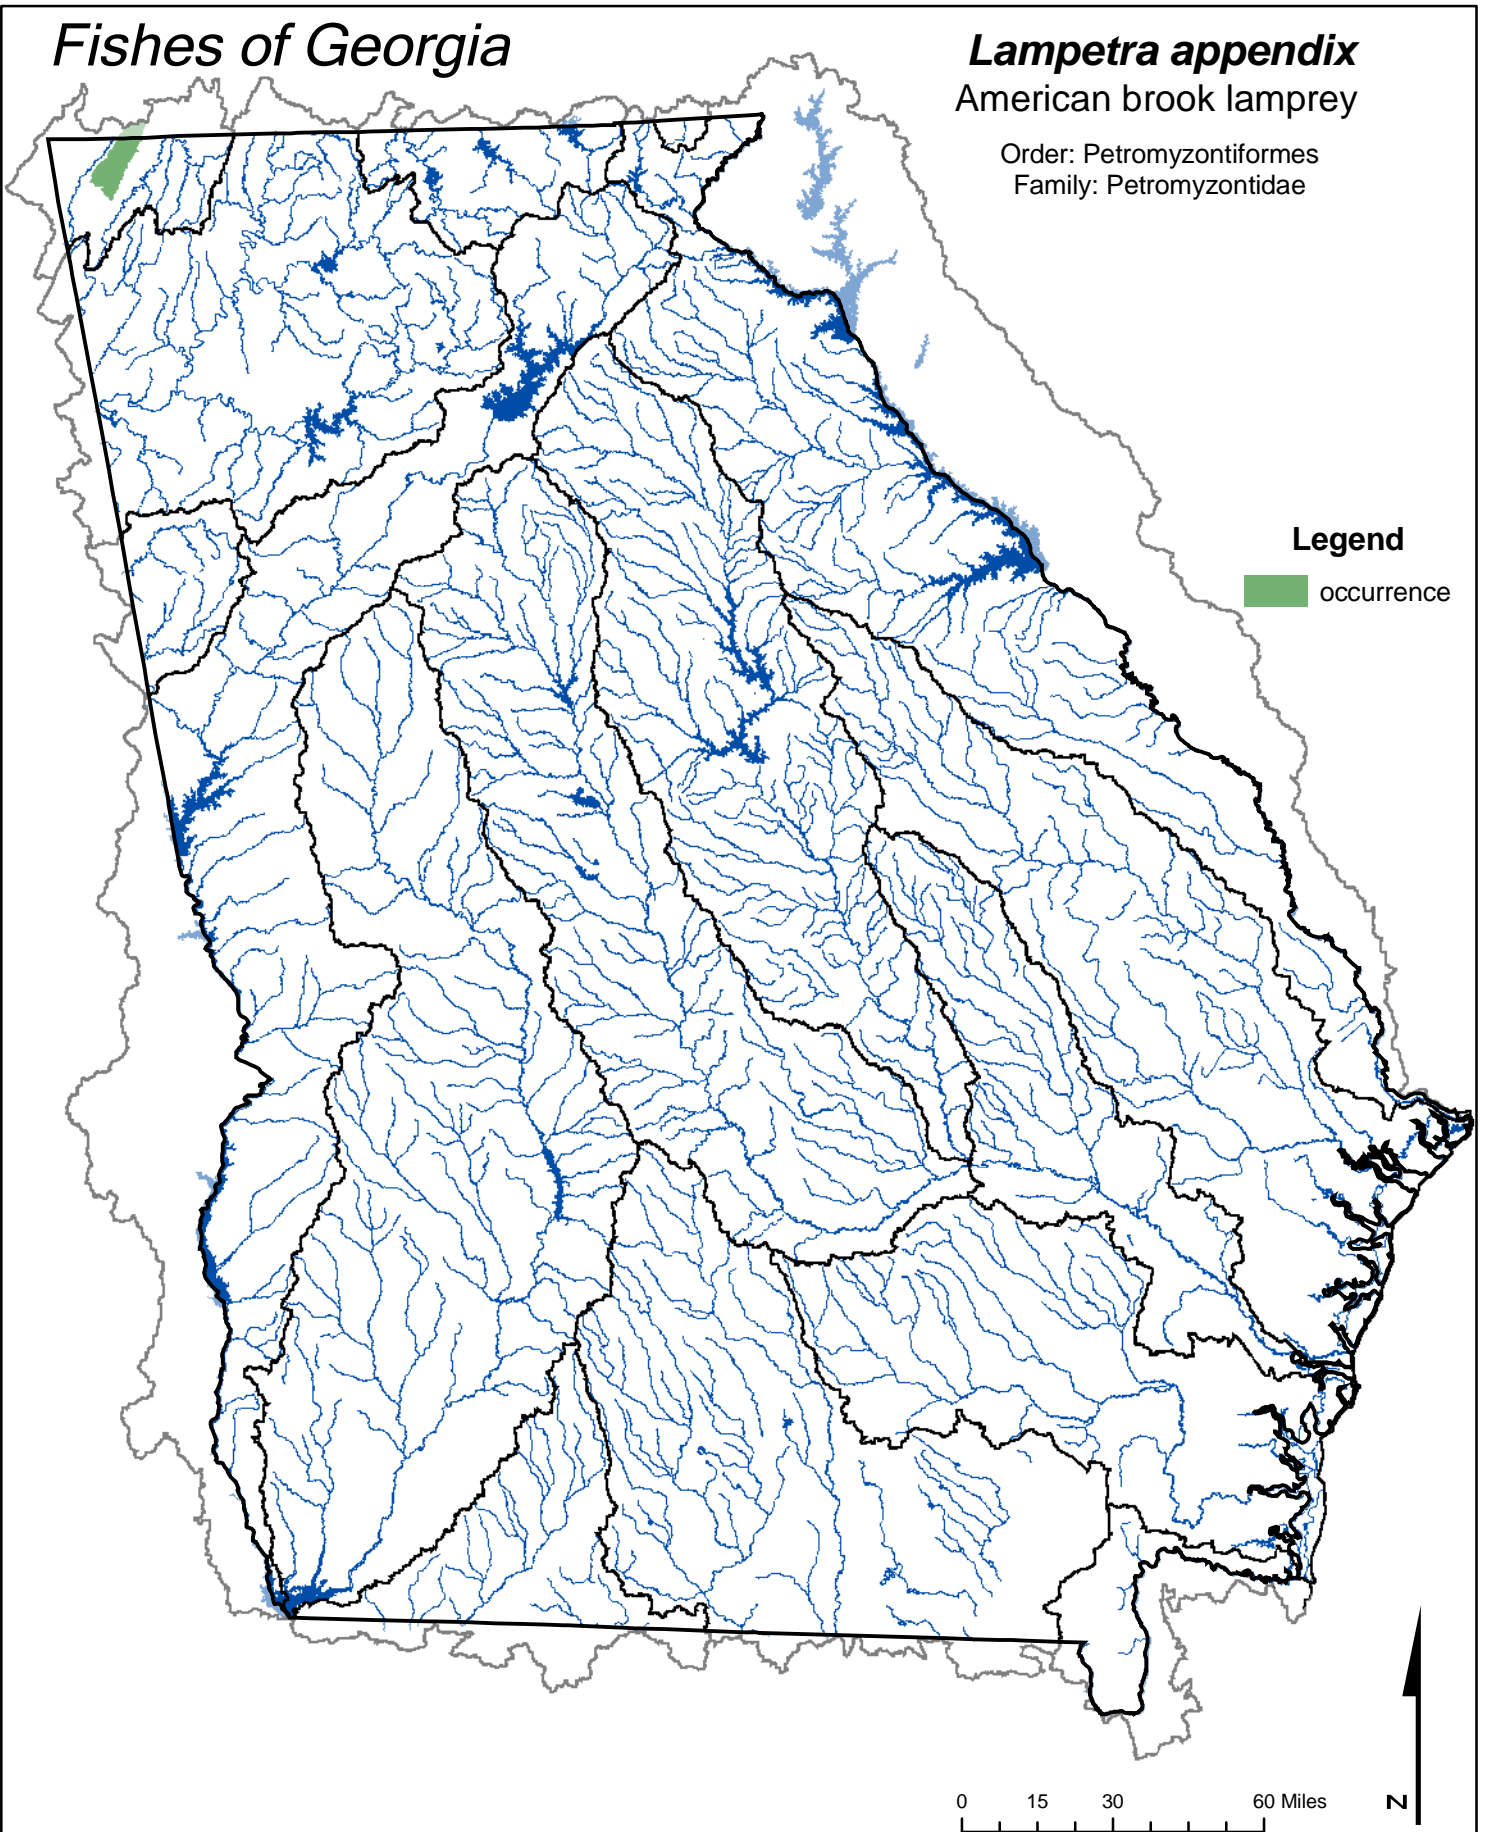 Fishes of Georgia
Lampetra appendix
American brook lamprey
Order: Petromyzontiformes
Family: Petromyzontidae
Legend
occurrence
0 15 30 60 Miles
N